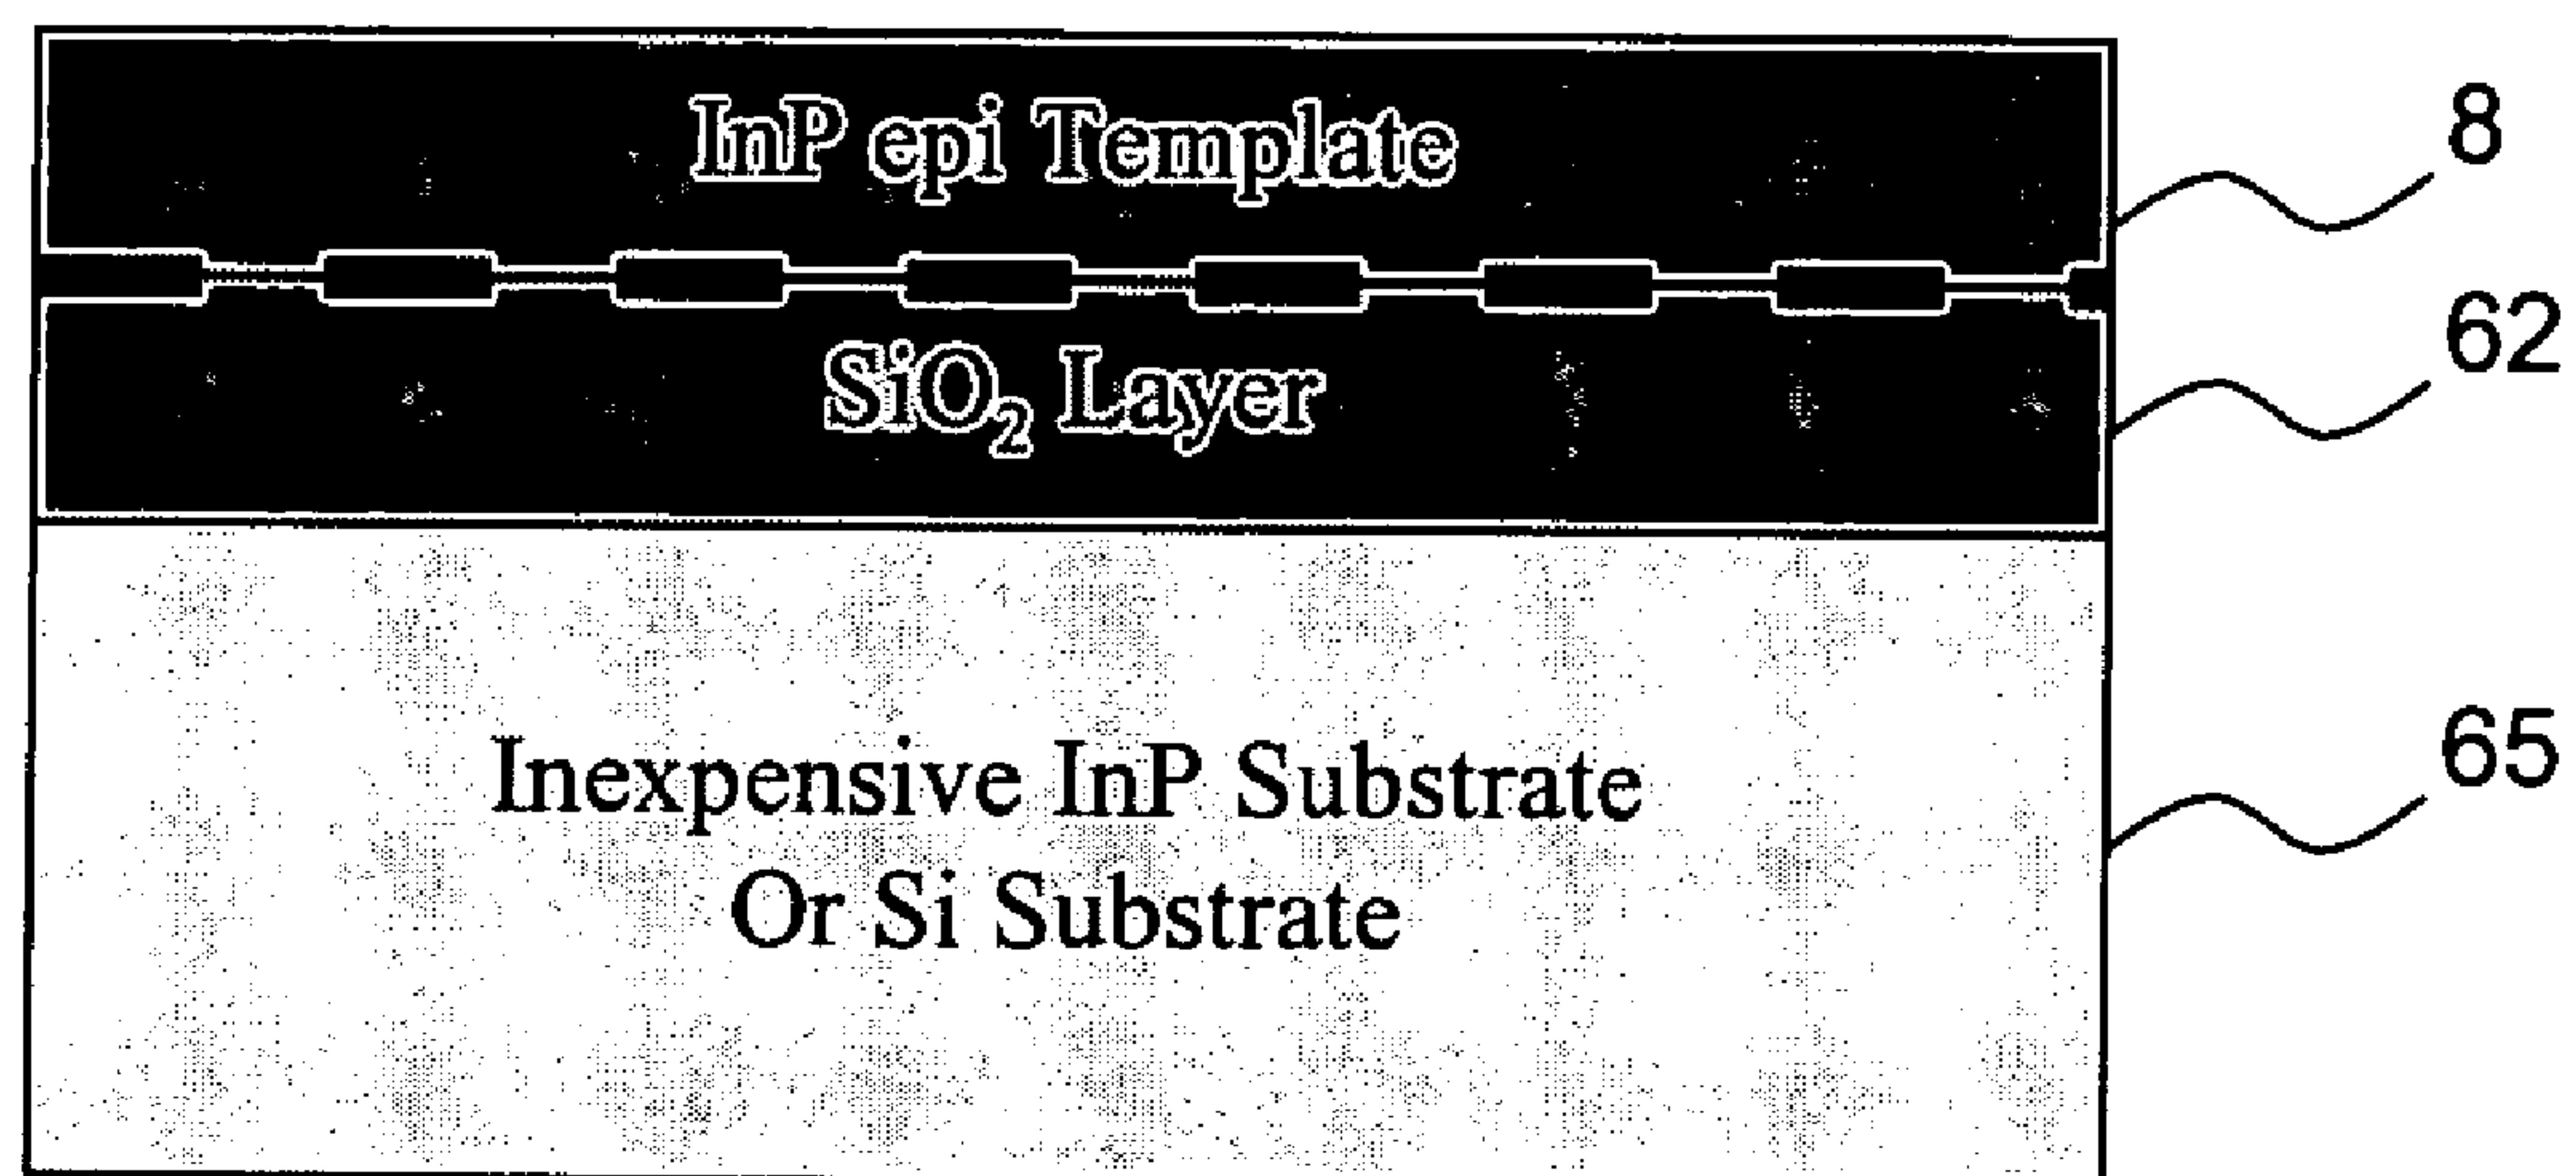 InP epi Template
8
SiO₂ Layer
62
Inexpensive InP Substrate
Or Si Substrate
65